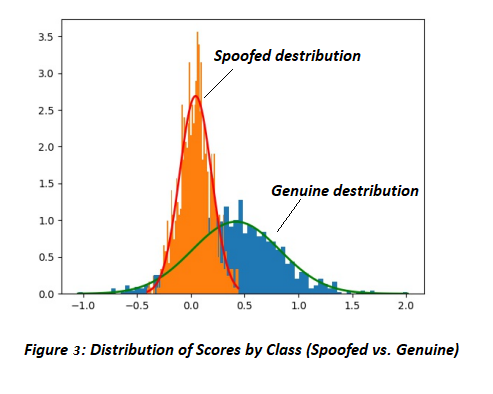 3.5
Spoofed destribution
3.0
2.5
2.0
Genuine destribution
1.5
1.0
0.5
0.0
−1.0 −0.5 0.0 0.5 1.0 1.5 2.0
Figure 3: Distribution of Scores by Class (Spoofed vs. Genuine)